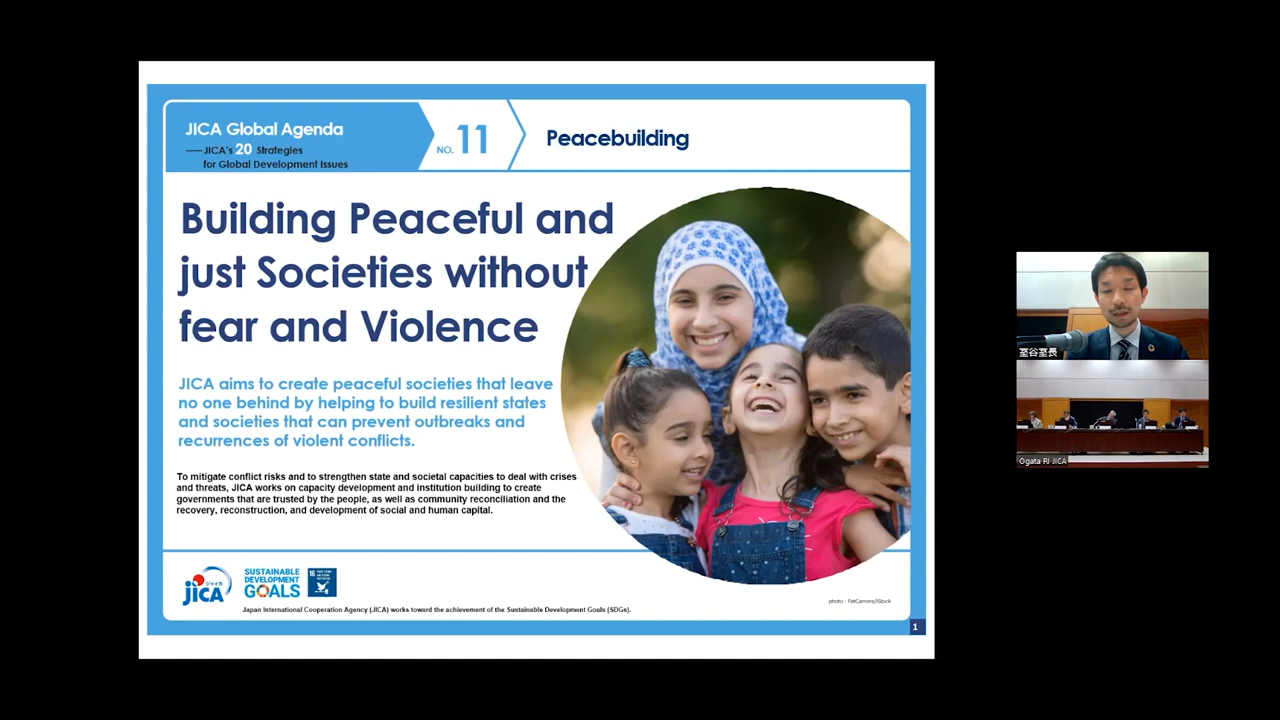 JICA Global Agenda
JICA's 20 Strategies
for Global Development Issues
NO. 11
Peacebuilding
Building Peaceful and
just Societies without
fear and Violence
JICA aims to create peaceful societies that leave
no one behind by helping to build resilient states
and societies that can prevent outbreaks and
recurrences of violent conflicts.
To mitigate conflict risks and to strengthen state and societal capacities to deal with crises
and threats, JICA works on capacity development and institution building to create
governments that are trusted by the people, as well as community reconciliation and the
recovery, reconstruction, and development of social and human capital.
ジャイカ
jICA
SUSTAINABLE
DEVELOPMENT
GOALS
16
Japan International Cooperation Agency (JICA) works toward the achievement of the Sustainable Development Goals (SDGs).
photo : FatCamera/iStock
1
室谷室長
Ogata RI JICA